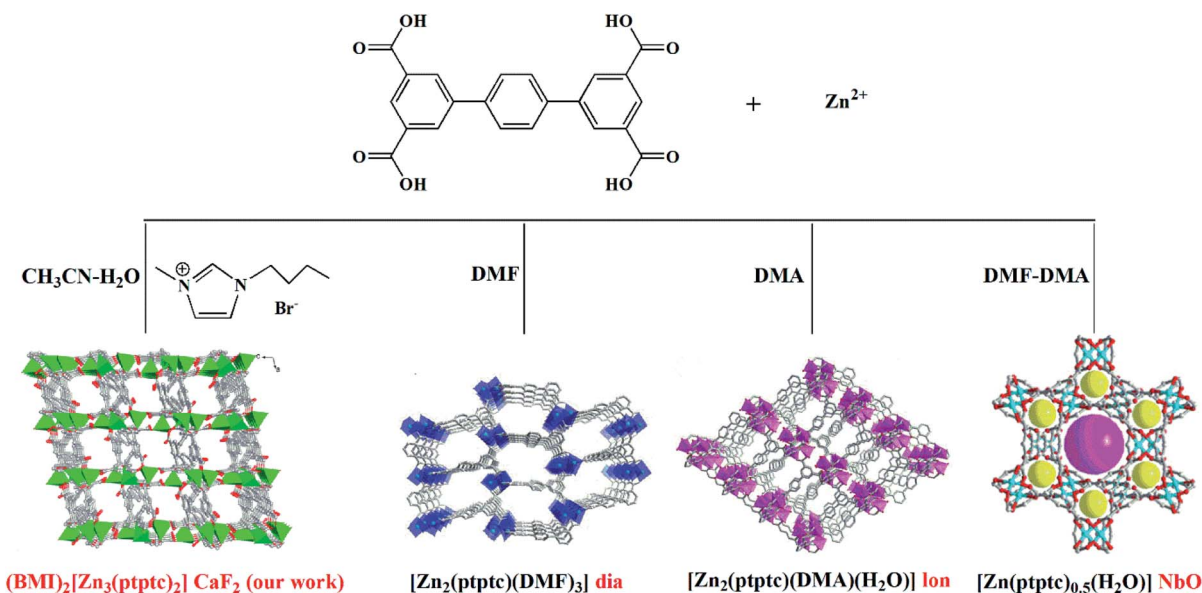 O OH HO O
HO O O OH
+ Zn²⁺
CH₃CN-H₂O
N ⊕ N
Br⁻
DMF
DMA
DMF-DMA
(BMI)₂[Zn₃(ptptc)₂] CaF₂ (our work)
[Zn₂(ptptc)(DMF)₃] dia
[Zn₂(ptptc)(DMA)(H₂O)] lon
[Zn(ptptc)₀.₅(H₂O)] NbO